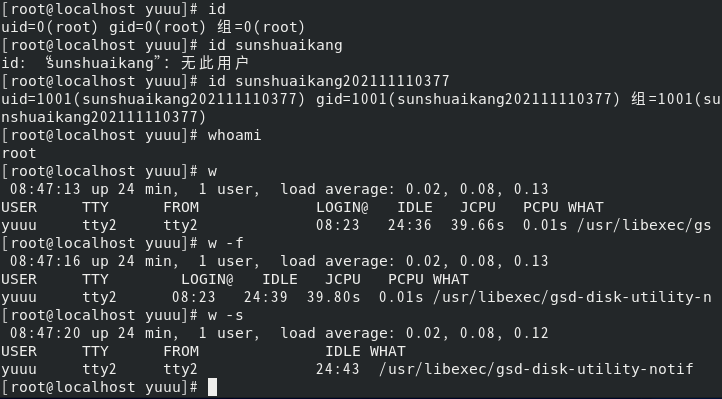 [root@localhost yuuu]# id
uid=0(root) gid=0(root) 组=0(root)
[root@localhost yuuu]# id sunshuaikang
id: “sunshuaikang”：无此用户
[root@localhost yuuu]# id sunshuaikang202111110377
uid=1001(sunshuaikang202111110377) gid=1001(sunshuaikang202111110377) 组=1001(su
nshuaikang202111110377)
[root@localhost yuuu]# whoami
root
[root@localhost yuuu]# w
 08:47:13 up 24 min,  1 user,  load average: 0.02, 0.08, 0.13
USER     TTY      FROM             LOGIN@   IDLE   JCPU   PCPU WHAT
yuuu     tty2     tty2             08:23   24:36  39.66s  0.01s /usr/libexec/gs
[root@localhost yuuu]# w -f
 08:47:16 up 24 min,  1 user,  load average: 0.02, 0.08, 0.13
USER     TTY        LOGIN@   IDLE   JCPU   PCPU WHAT
yuuu     tty2      08:23   24:39  39.80s  0.01s /usr/libexec/gsd-disk-utility-n
[root@localhost yuuu]# w -s
 08:47:20 up 24 min,  1 user,  load average: 0.02, 0.08, 0.12
USER     TTY      FROM              IDLE WHAT
yuuu     tty2     tty2             24:43  /usr/libexec/gsd-disk-utility-notif
[root@localhost yuuu]#